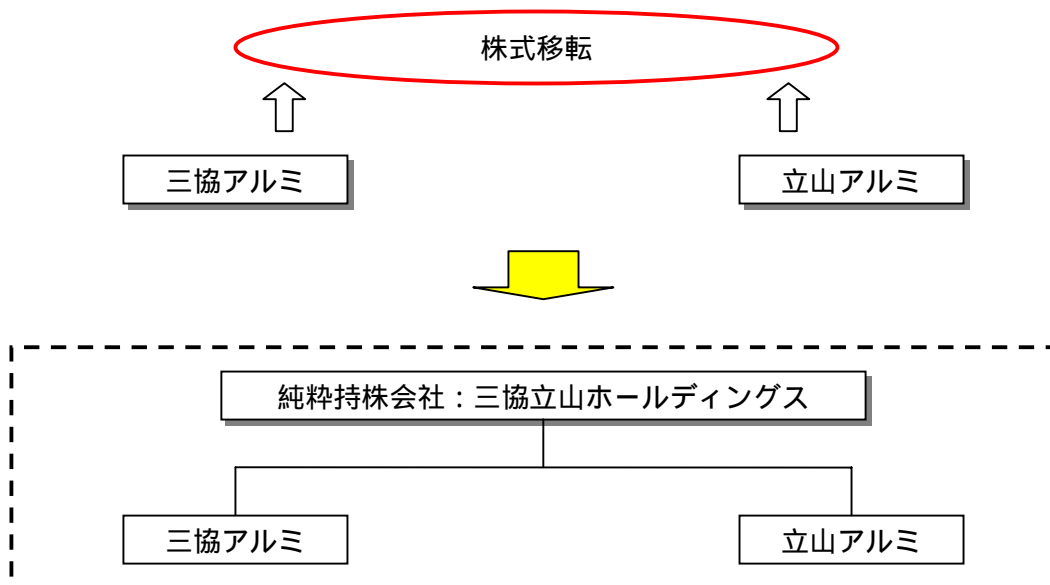 株式移転
三協アルミ
立山アルミ
純粋持株会社：三協立山ホールディングス
三協アルミ
立山アルミ